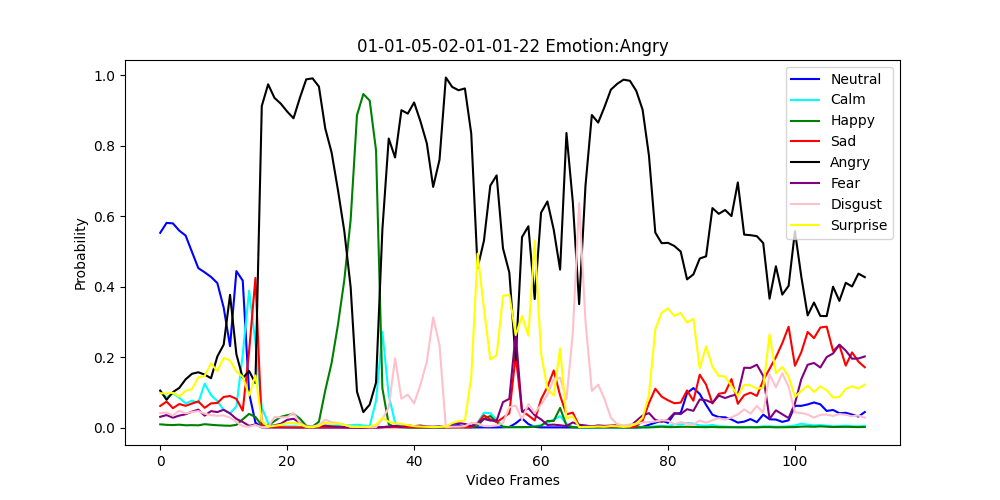 01-01-05-02-01-01-22 Emotion:Angry
Probability
1.0
0.8
0.6
0.4
0.2
0.0
0 20 40 60 80 100
Video Frames
Neutral
Calm
Happy
Sad
Angry
Fear
Disgust
Surprise